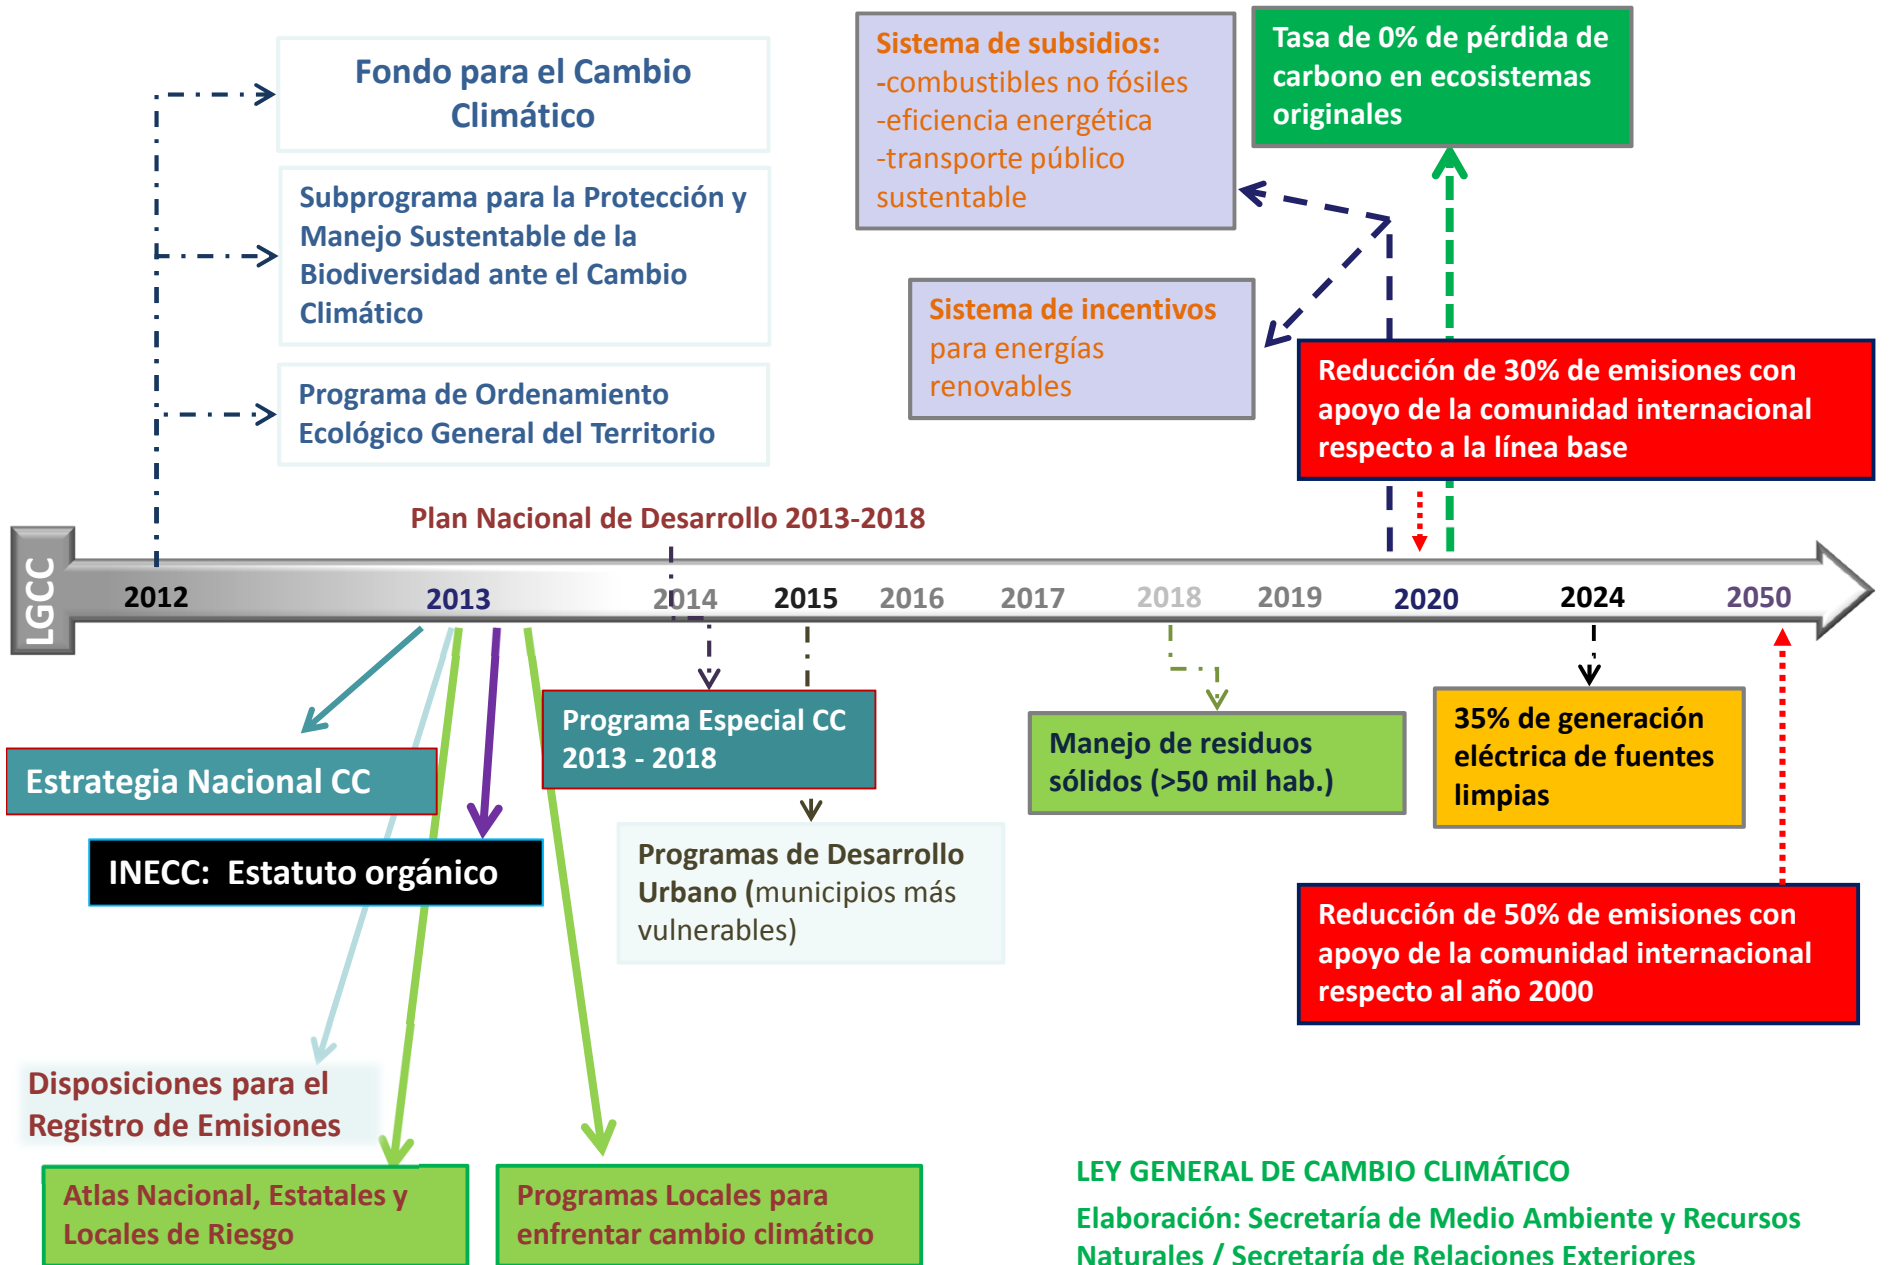 Fondo para el Cambio
Climático
Subprograma para la Protección y
Manejo Sustentable de la
Biodiversidad ante el Cambio
Climático
Programa de Ordenamiento
Ecológico General del Territorio
Sistema de subsidios:
-combustibles no fósiles
-eficiencia energética
-transporte público
sustentable
Tasa de 0% de pérdida de
carbono en ecosistemas
originales
Sistema de incentivos
para energías
renovables
Reducción de 30% de emisiones con
apoyo de la comunidad internacional
respecto a la línea base
Plan Nacional de Desarrollo 2013-2018
LGCC
2012 2013 2014 2015 2016 2017 2018 2019 2020 2024 2050
Estrategia Nacional CC
INECC: Estatuto orgánico
Programa Especial CC
2013 - 2018
Programas de Desarrollo
Urbano (municipios más
vulnerables)
Manejo de residuos
sólidos (>50 mil hab.)
35% de generación
eléctrica de fuentes
limpias
Reducción de 50% de emisiones con
apoyo de la comunidad internacional
respecto al año 2000
Disposiciones para el
Registro de Emisiones
Atlas Nacional, Estatales y
Locales de Riesgo
Programas Locales para
enfrentar cambio climático
LEY GENERAL DE CAMBIO CLIMÁTICO
Elaboración: Secretaría de Medio Ambiente y Recursos
Naturales / Secretaría de Relaciones Exteriores